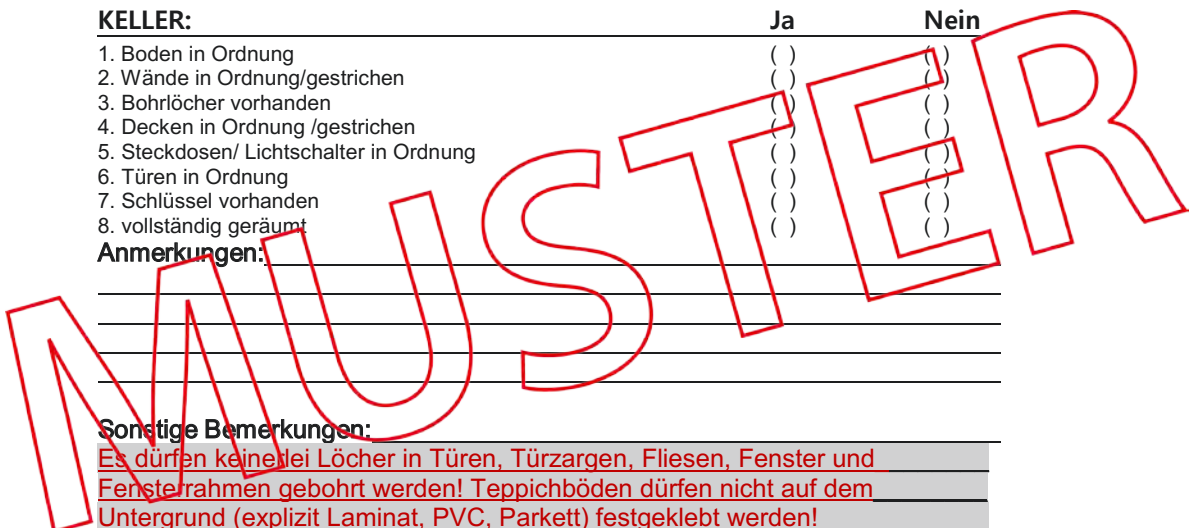 KELLER: Ja Nein
1. Boden in Ordnung ( ) ( )
2. Wände in Ordnung/gestrichen ( ) ( )
3. Bohrlöcher vorhanden ( ) ( )
4. Decken in Ordnung /gestrichen ( ) ( )
5. Steckdosen/ Lichtschalter in Ordnung ( ) ( )
6. Türen in Ordnung ( ) ( )
7. Schlüssel vorhanden ( ) ( )
8. vollständig geräumt ( ) ( )
Anmerkungen:
MUSTER
Sonstige Bemerkungen:
Es dürfen keinerlei Löcher in Türen, Türzargen, Fliesen, Fenster und
Fensterrahmen gebohrt werden! Teppichböden dürfen nicht auf dem
Untergrund (explizit Laminat, PVC, Parkett) festgeklebt werden!